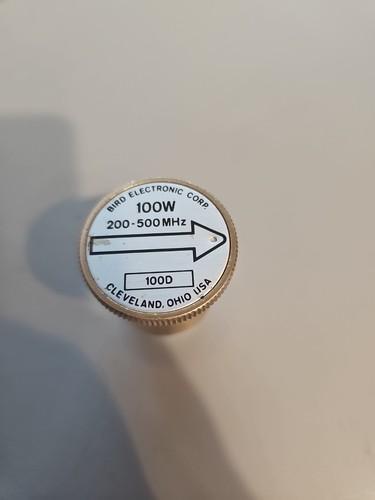 BIRD ELECTRONIC CORP.
100W
200-500MHz
100D
CLEVELAND, OHIO USA